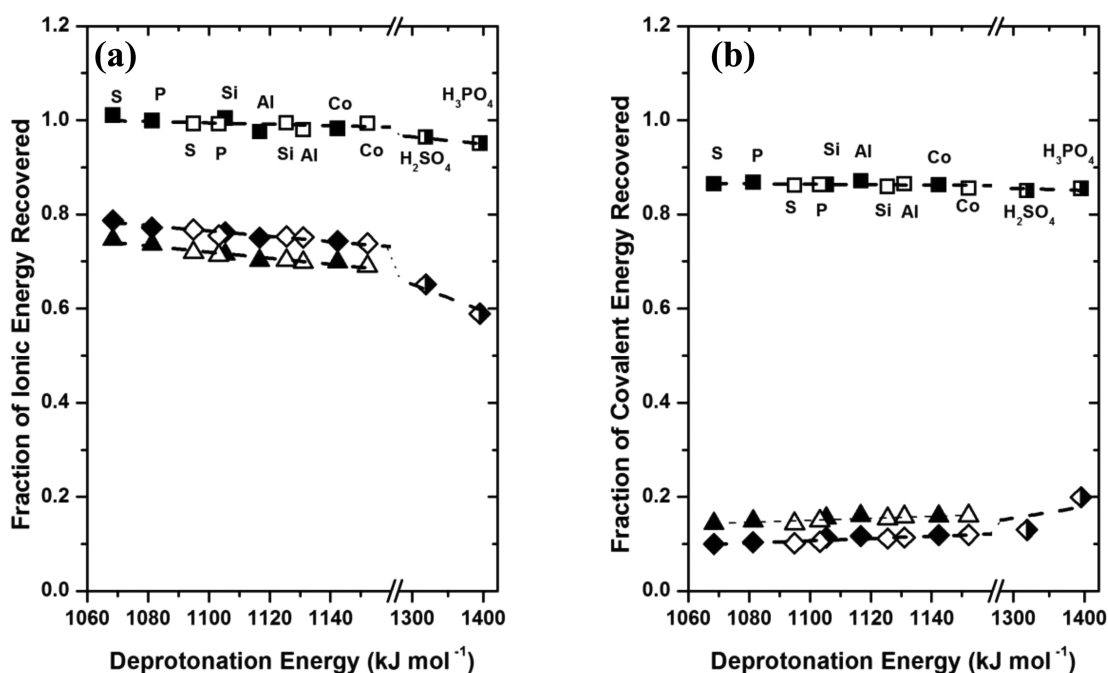 (a)
Fraction of Ionic Energy Recovered
1.2
1.0
0.8
0.6
0.4
0.2
0.0
S P Si Al Co H₃PO₄
S P Si Al Co H₂SO₄
1060 1080 1100 1120 1140 1300 1400
Deprotonation Energy (kJ mol⁻¹)
(b)
Fraction of Covalent Energy Recovered
1.2
1.0
0.8
0.6
0.4
0.2
0.0
S P Si Al Co H₃PO₄
S P Si Al Co H₂SO₄
1060 1080 1100 1120 1140 1300 1400
Deprotonation Energy (kJ mol⁻¹)